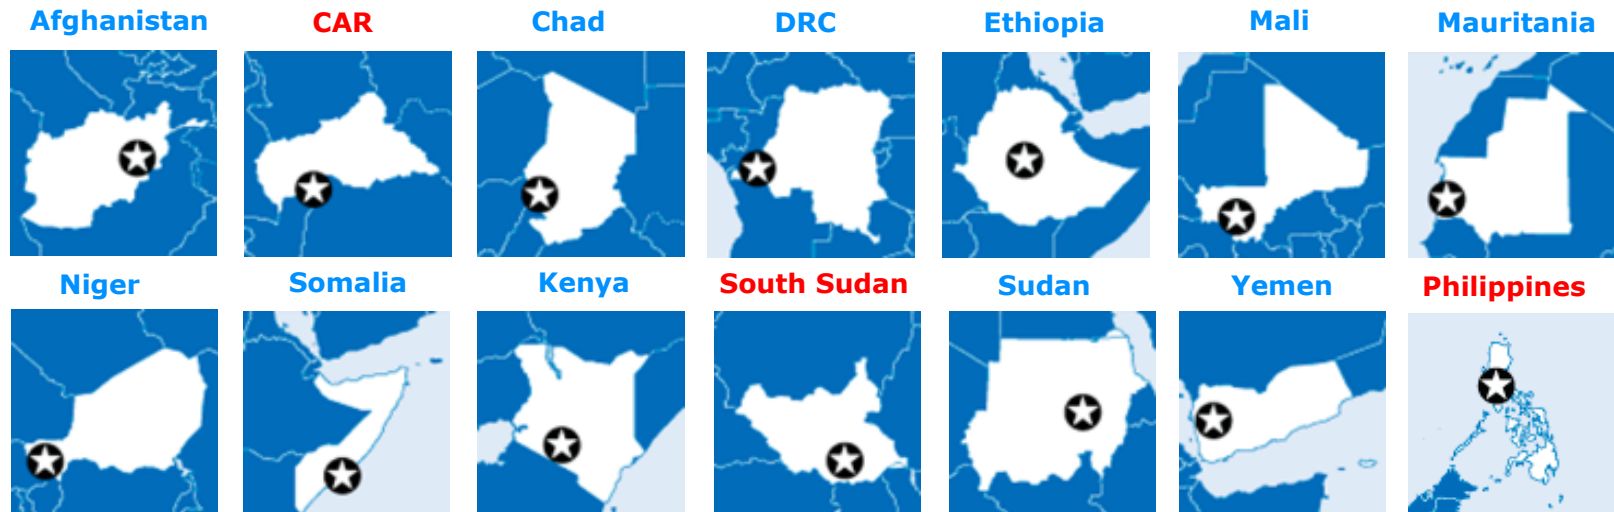 Afghanistan CAR Chad DRC Ethiopia Mali Mauritania
Niger Somalia Kenya South Sudan Sudan Yemen Philippines